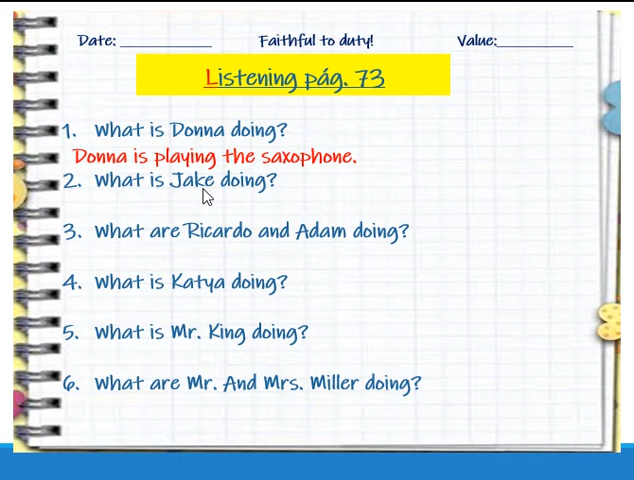 Date: ____________ Faithful to duty! Value:__________
Listening pág. 73
1. What is Donna doing?
Donna is playing the saxophone.
2. What is Jake doing?
3. What are Ricardo and Adam doing?
4. What is Katya doing?
5. What is Mr. King doing?
6. What are Mr. And Mrs. Miller doing?